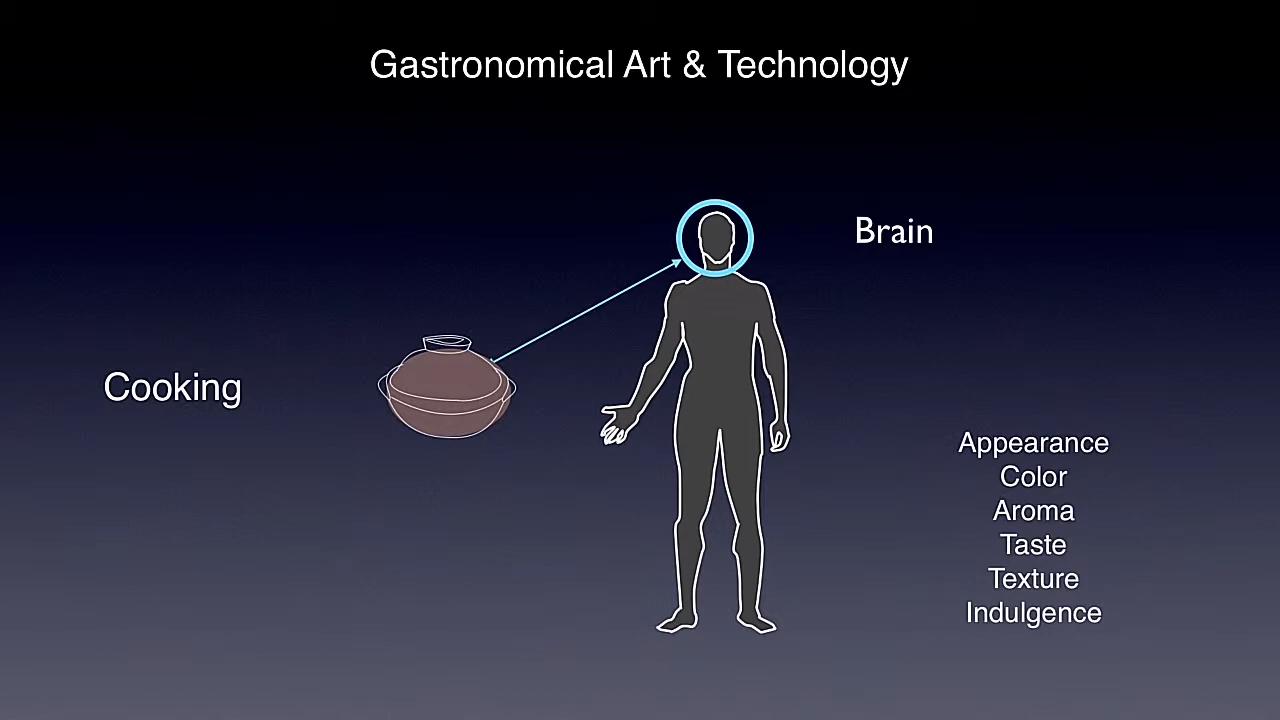 Gastronomical Art & Technology
Brain
Cooking
Appearance
Color
Aroma
Taste
Texture
Indulgence